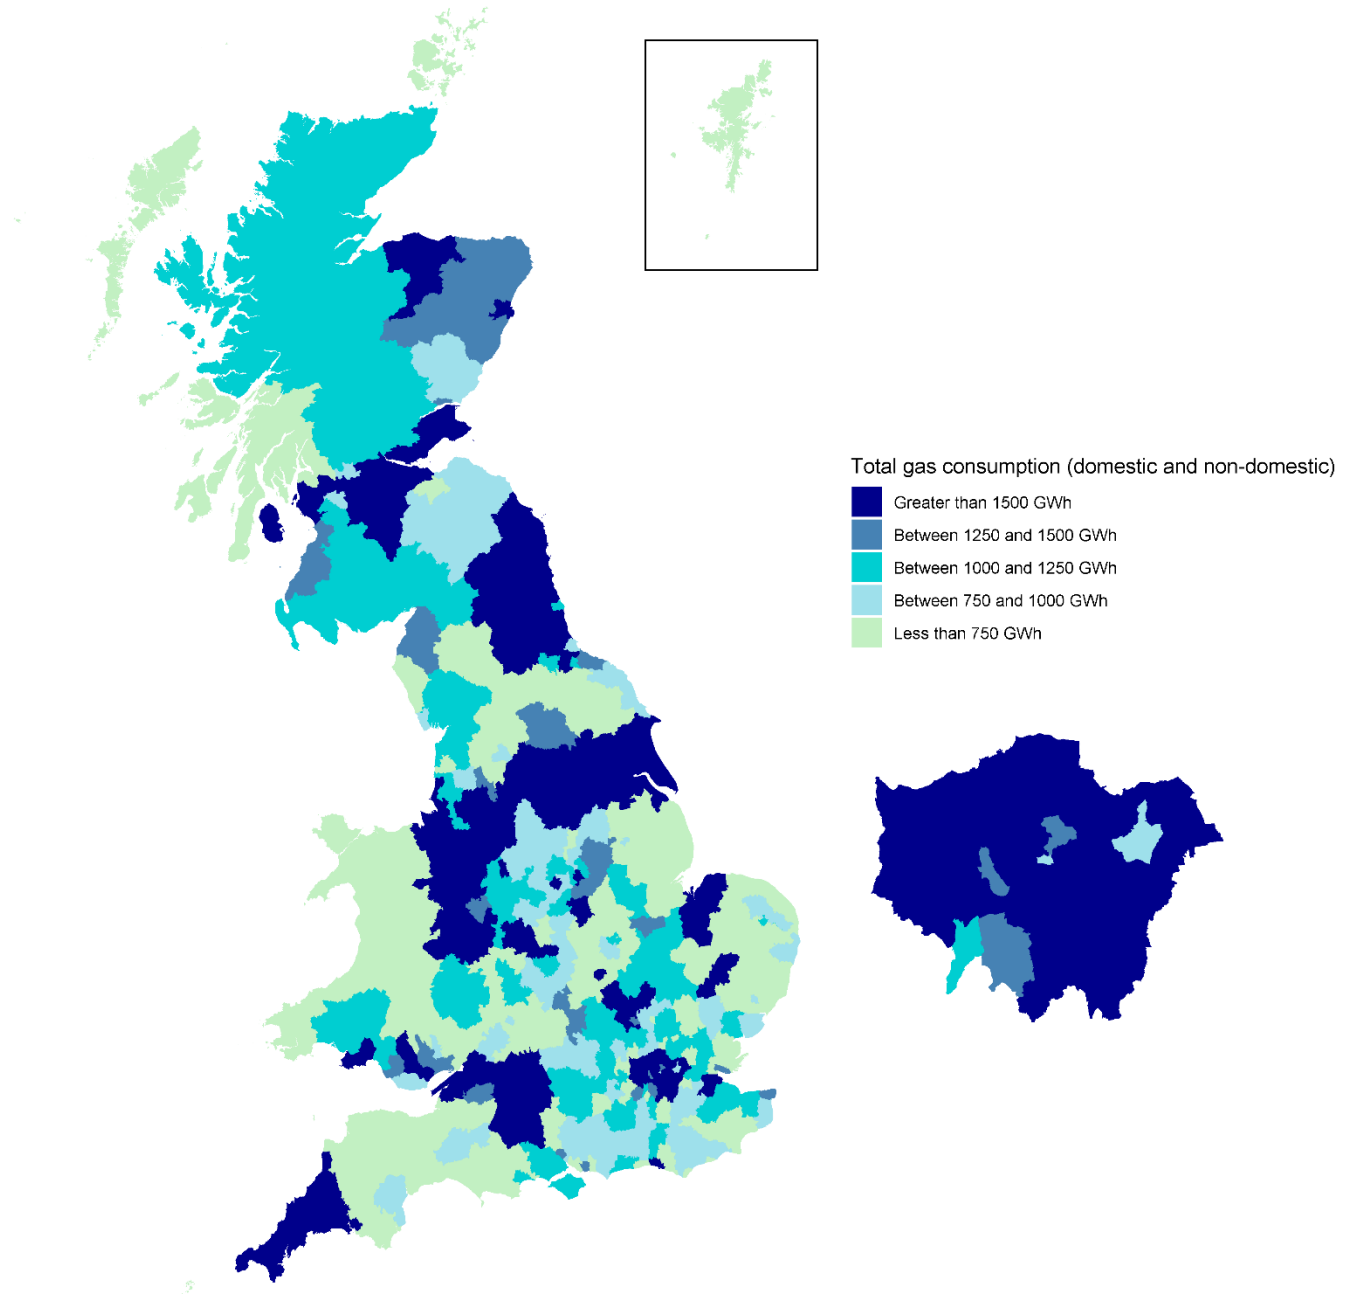 Total gas consumption (domestic and non-domestic)
Greater than 1500 GWh
Between 1250 and 1500 GWh
Between 1000 and 1250 GWh
Between 750 and 1000 GWh
Less than 750 GWh